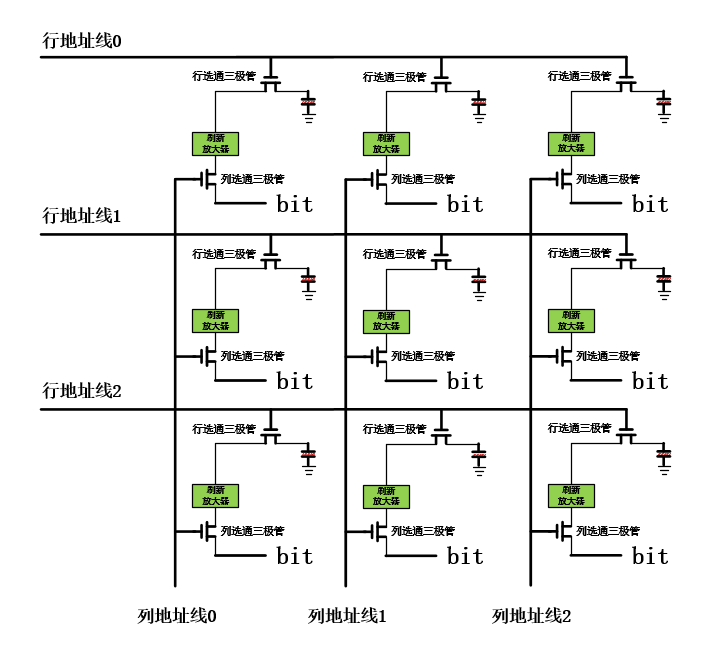 行地址线0
行选通三极管 行选通三极管 行选通三极管
刷新 刷新 刷新
放大器 放大器 放大器
列选通三极管 列选通三极管 列选通三极管
bit bit bit
行地址线1
行选通三极管 行选通三极管 行选通三极管
刷新 刷新 刷新
放大器 放大器 放大器
列选通三极管 列选通三极管 列选通三极管
bit bit bit
行地址线2
行选通三极管 行选通三极管 行选通三极管
刷新 刷新 刷新
放大器 放大器 放大器
列选通三极管 列选通三极管 列选通三极管
bit bit bit
列地址线0 列地址线1 列地址线2